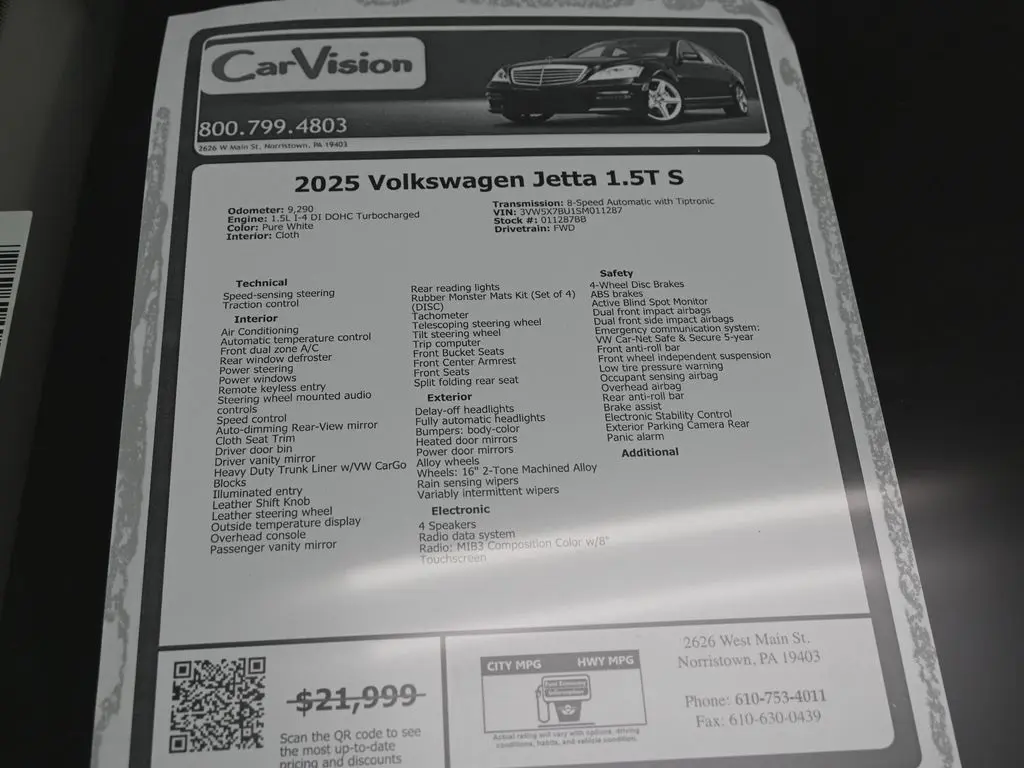 CarVision
800.799.4803
2626 W Main St, Norristown, PA 19403
2025 Volkswagen Jetta 1.5T S
Odometer: 9,290
Engine: 1.5L I-4 DI DOHC Turbocharged
Color: Pure White
Interior: Cloth
Transmission: 8-Speed Automatic with Tiptronic
VIN: 3VW5X7BU1SM011287
Stock #: 011287BB
Drivetrain: FWD
Technical
Speed-sensing steering
Traction control
Interior
Air Conditioning
Automatic temperature control
Front dual zone A/C
Rear window defroster
Power steering
Power windows
Remote keyless entry
Steering wheel mounted audio
controls
Speed control
Auto-dimming Rear-View mirror
Cloth Seat Trim
Driver door bin
Driver vanity mirror
Heavy Duty Trunk Liner w/VW CarGo
Blocks
Illuminated entry
Leather Shift Knob
Leather steering wheel
Outside temperature display
Overhead console
Passenger vanity mirror
Rear reading lights
Rubber Monster Mats Kit (Set of 4)
(DISC)
Tachometer
Telescoping steering wheel
Tilt steering wheel
Trip computer
Front Bucket Seats
Front Center Armrest
Front Seats
Split folding rear seat
Exterior
Delay-off headlights
Fully automatic headlights
Bumpers: body-color
Heated door mirrors
Power door mirrors
Alloy wheels
Wheels: 16" 2-Tone Machined Alloy
Rain sensing wipers
Variably intermittent wipers
Electronic
4 Speakers
Radio data system
Radio: MIB3 Composition Color w/8"
Touchscreen
Safety
4-Wheel Disc Brakes
ABS brakes
Active Blind Spot Monitor
Dual front impact airbags
Dual front side impact airbags
Emergency communication system:
VW Car-Net Safe & Secure 5-year
Front anti-roll bar
Front wheel independent suspension
Low tire pressure warning
Occupant sensing airbag
Overhead airbag
Rear anti-roll bar
Brake assist
Electronic Stability Control
Exterior Parking Camera Rear
Panic alarm
Additional
$21,999
Scan the QR code to see
the most up-to-date
pricing and discounts
CITY MPG HWY MPG
Actual rating will vary with options, driving
conditions, habits, and vehicle condition.
2626 West Main St.
Norristown, PA 19403
Phone: 610-753-4011
Fax: 610-630-0439